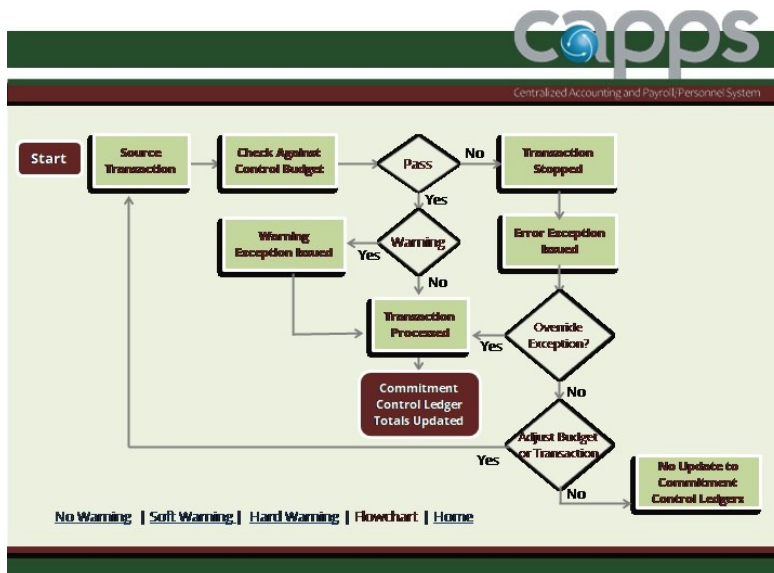 capps
Centralized Accounting and Payroll/Personnel System
Start
Source
Transaction
Check Against
Control Budget
Pass
No
Transaction
Stopped
Yes
Warning
Exception Issued
Yes
Warning
Error Exception
Issued
No
Transaction
Processed
Yes
Override
Exception?
Commitment
Control Ledger
Totals Updated
No
Yes
Adjust Budget
or Transaction
No
No Update to
Commitment
Control Ledgers
No Warning | Soft Warning | Hard Warning | Flowchart | Home